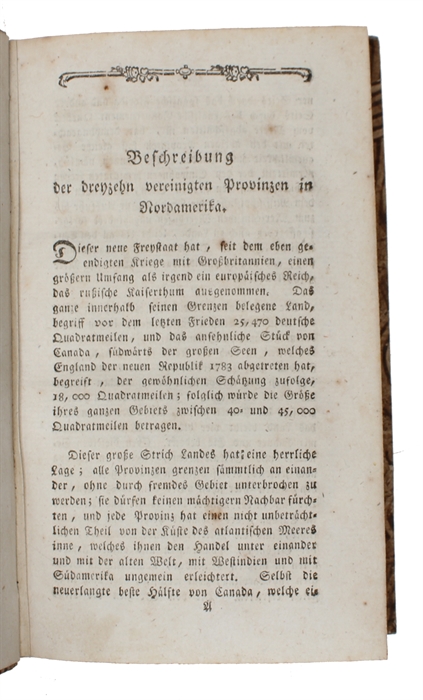 Beschreibung
der dreyzehn vereinigten Provinzen in
Nordamerika.
Dieser neue Freystaat hat, seit dem eben ge-
endigten Kriege mit Großbritannien, einen
größern Umfang als irgend ein europäisches Reich,
das rußische Kaiserthum ausgenommen. Das
ganze innerhalb seinen Grenzen belegene Land,
begriff vor dem letzten Frieden 25,470 deutsche
Quadratmeilen, und das ansehnliche Stück von
Canada, südwärts der großen Seen, welches
England der neuen Republik 1783 abgetreten hat,
begreift, der gewöhnlichen Schätzung zufolge,
18,000 Quadratmeilen; folglich würde die Größe
ihres ganzen Gebiets zwischen 40- und 45,000
Quadratmeilen betragen.
Dieser große Strich Landes hat eine herrliche
Lage; alle Provinzen grenzen sämmtlich an einan-
der, ohne durch fremdes Gebiet unterbrochen zu
werden; sie dürfen keinen mächtigern Nachbar fürch-
ten, und jede Provinz hat einen nicht unbeträcht-
lichen Theil von der Küste des atlantischen Meeres
inne, welches ihnen den Handel unter einander
und mit der alten Welt, mit Westindien und mit
Südamerika ungemein erleichtert. Selbst die
neuerlangte beste Hälfte von Canada, welche ei-
A